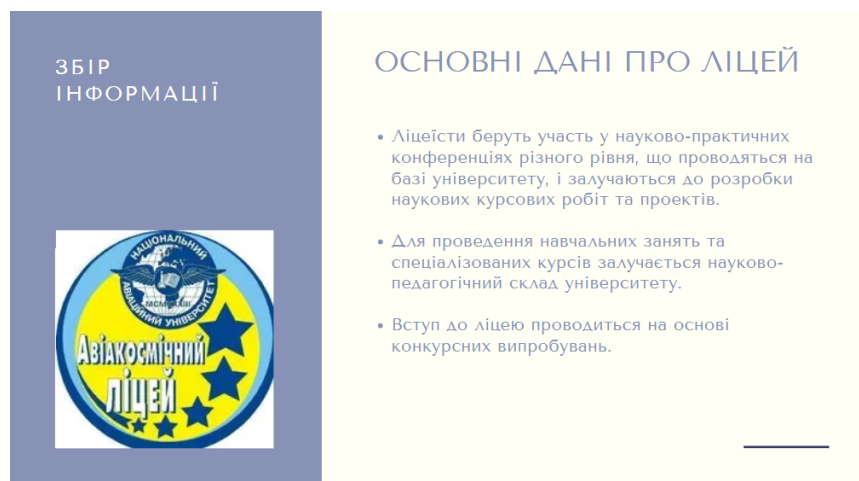 ЗБІР
ІНФОРМАЦІЇ
НАЦІОНАЛЬНИЙ
АВІАЦІЙНИЙ УНІВЕРСИТЕТ
Авіакосмічний
ліцей
ОСНОВНІ ДАНІ ПРО ЛІЦЕЙ
• Ліцеїсти беруть участь у науково-практичних
конференціях різного рівня, що проводяться на
базі університету, і залучаються до розробки
наукових курсових робіт та проектів.
• Для проведення навчальних занять та
спеціалізованих курсів залучається науково-
педагогічний склад університету.
• Вступ до ліцею проводиться на основі
конкурсних випробувань.